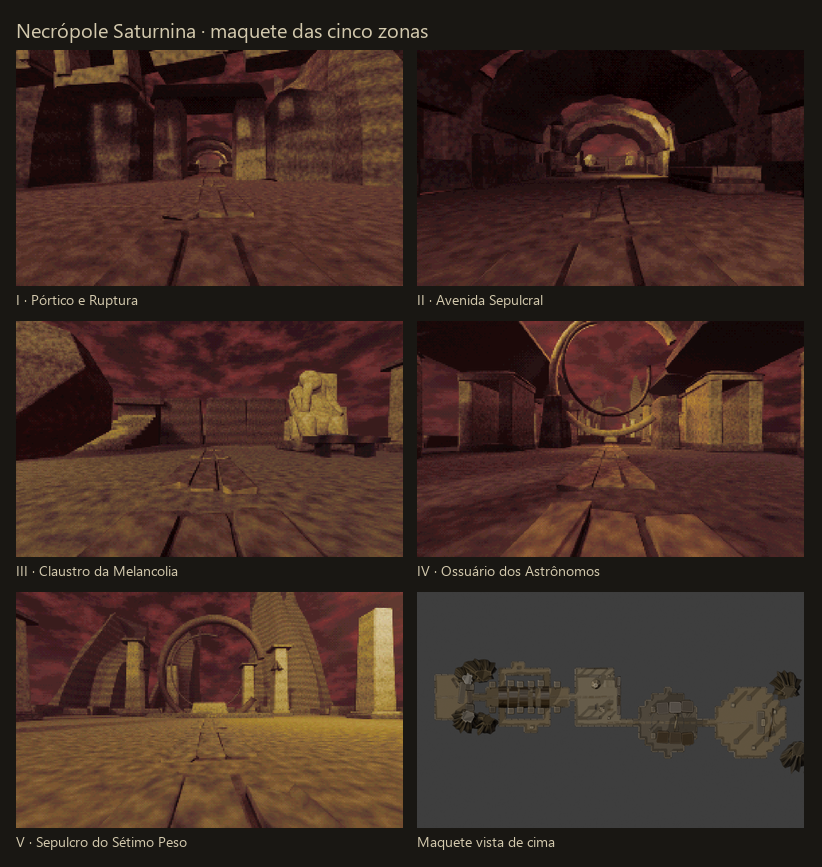 Necrópole Saturnina · maquete das cinco zonas
I · Pórtico e Ruptura
II · Avenida Sepulcral
III · Claustro da Melancolia
IV · Ossuário dos Astrônomos
V · Sepulcro do Sétimo Peso
Maquete vista de cima